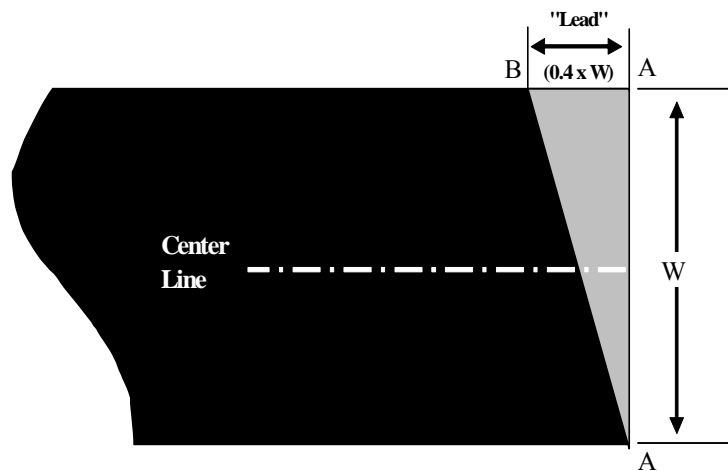 "Lead"
B (0.4 x W) A
Center
Line
W
A